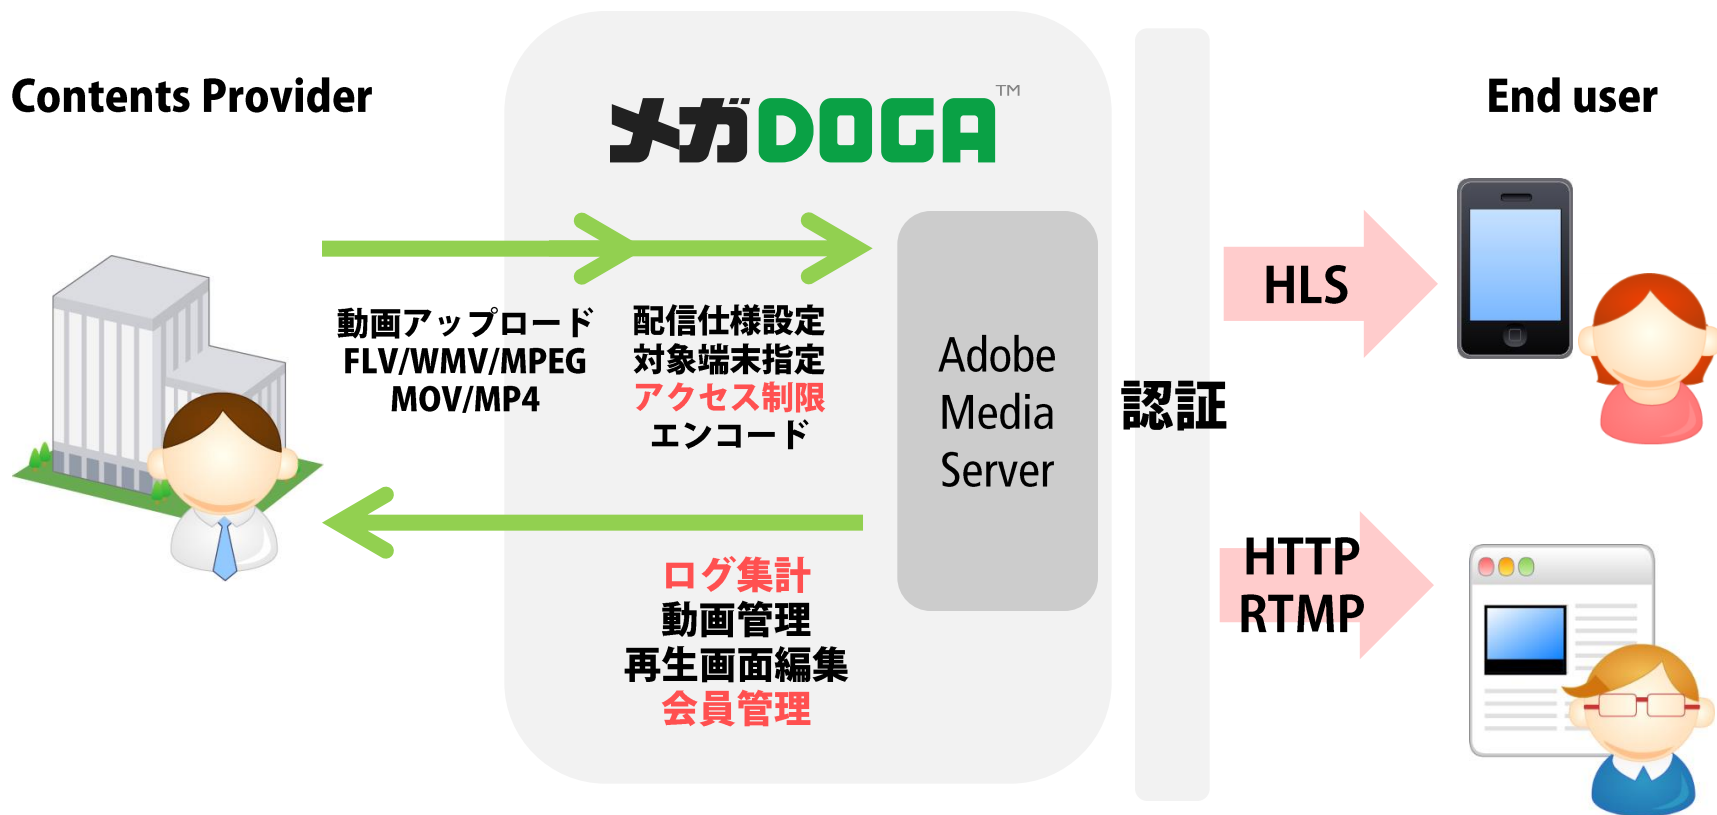 Contents Provider
メガDOGA™
End user
動画アップロード
FLV/WMV/MPEG
MOV/MP4
配信仕様設定
対象端末指定
アクセス制限
エンコード
Adobe
Media
Server
認証
HLS
HTTP
RTMP
ログ集計
動画管理
再生画面編集
会員管理